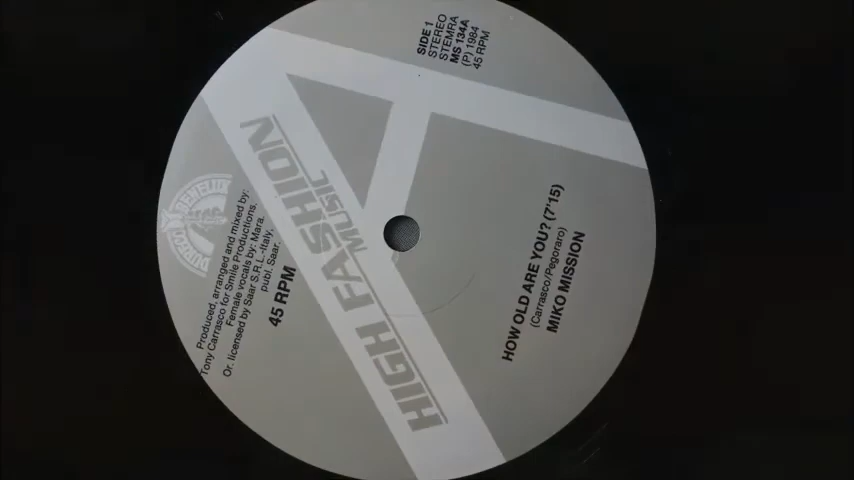 HIGH FASHION
MUSIC
SIDE 1
STEREO
STEMRA
MS 134A
(P) 1984
45 RPM
Produced, arranged and mixed by:
Tony Carrasco for Smile Productions,
Female vocals by: Mara.
Or. licensed by Saar S.R.L.-Italy,
publ. Saar.
45 RPM
HOW OLD ARE YOU? (7'15)
(Carrasco/Pegoraro)
MIKO MISSION